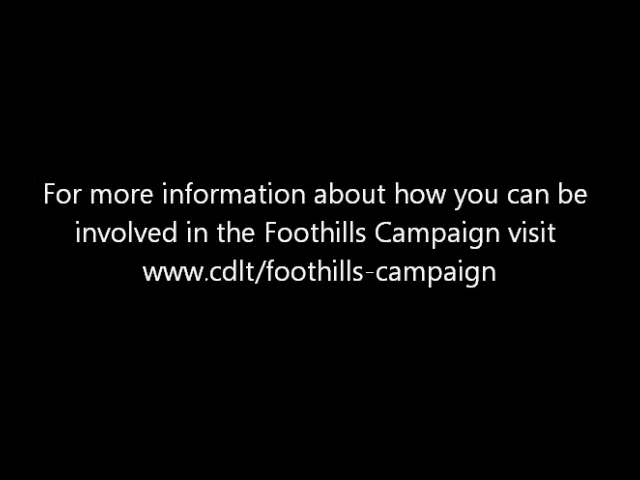 For more information about how you can be
involved in the Foothills Campaign visit
www.cdlt/foothills-campaign